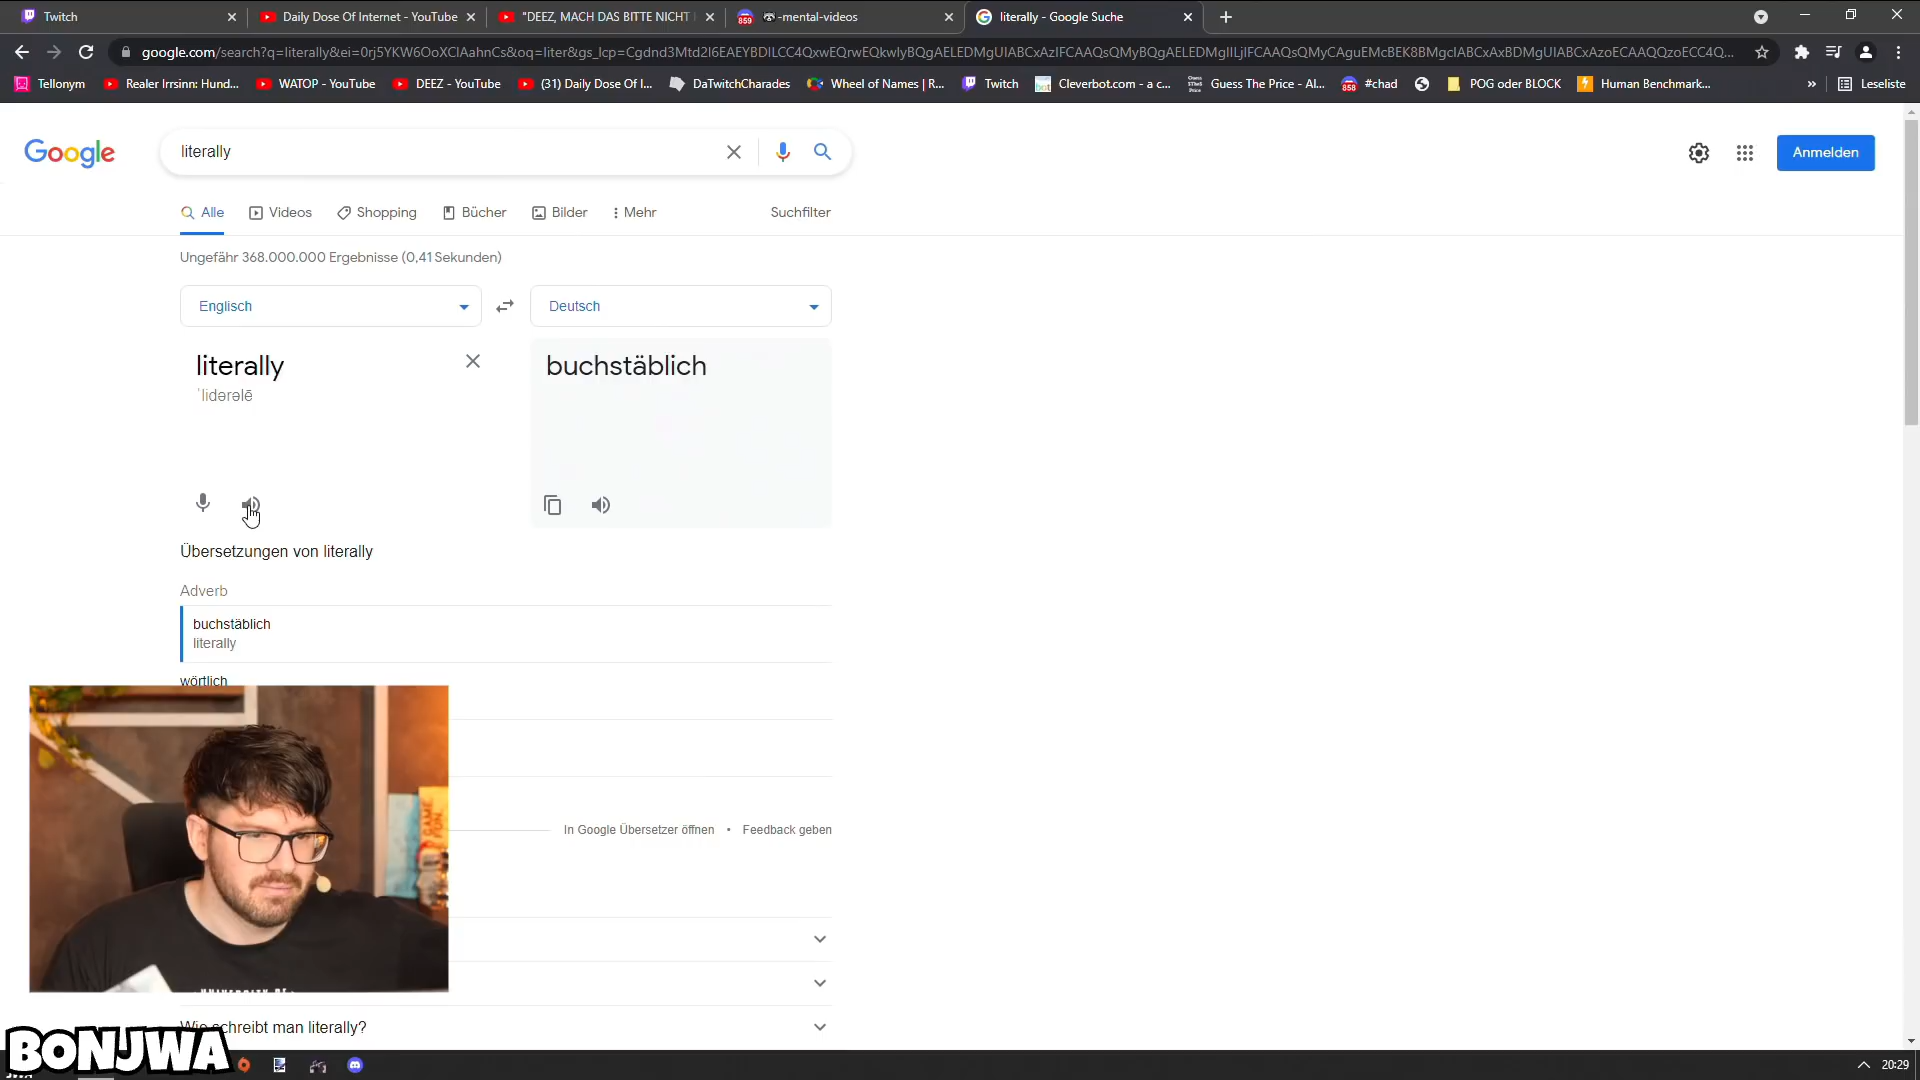 Twitch
Daily Dose Of Internet - YouTube
"DEEZ, MACH DAS BITTE NICHT
-mental-videos
literally - Google Suche
google.com/search?q=literally&ei=0rj5YKW6OoXClAahnCs&oq=liter&gs_lcp=Cgdnd3Mtd2l6EAEYBDILCC4QxwEQrwEQkwIyBQgAELEDMgUIABCxAzIFCAAQsQMyBQgAELEDMgIILjIFCAAQsQMyCAguEMcBEK8BMgcIABCxAxBDMgUIABCxAzoECAAQQzoECC4Q...
Tellonym
Realer Irrsinn: Hund...
WATOP - YouTube
DEEZ - YouTube
(31) Daily Dose Of I...
DaTwitchCharades
Wheel of Names | R...
Twitch
Cleverbot.com - a c...
Guess The Price - Al...
#chad
POG oder BLOCK
Human Benchmark...
»
Leseliste
Google
literally
Anmelden
Alle
Videos
Shopping
Bücher
Bilder
Mehr
Suchfilter
Ungefähr 368.000.000 Ergebnisse (0,41 Sekunden)
Englisch
Deutsch
literally
ˈlidərəlē
buchstäblich
Übersetzungen von literally
Adverb
buchstäblich
literally
wörtlich
In Google Übersetzer öffnen • Feedback geben
Wie schreibt man literally?
BONJWA
20:29